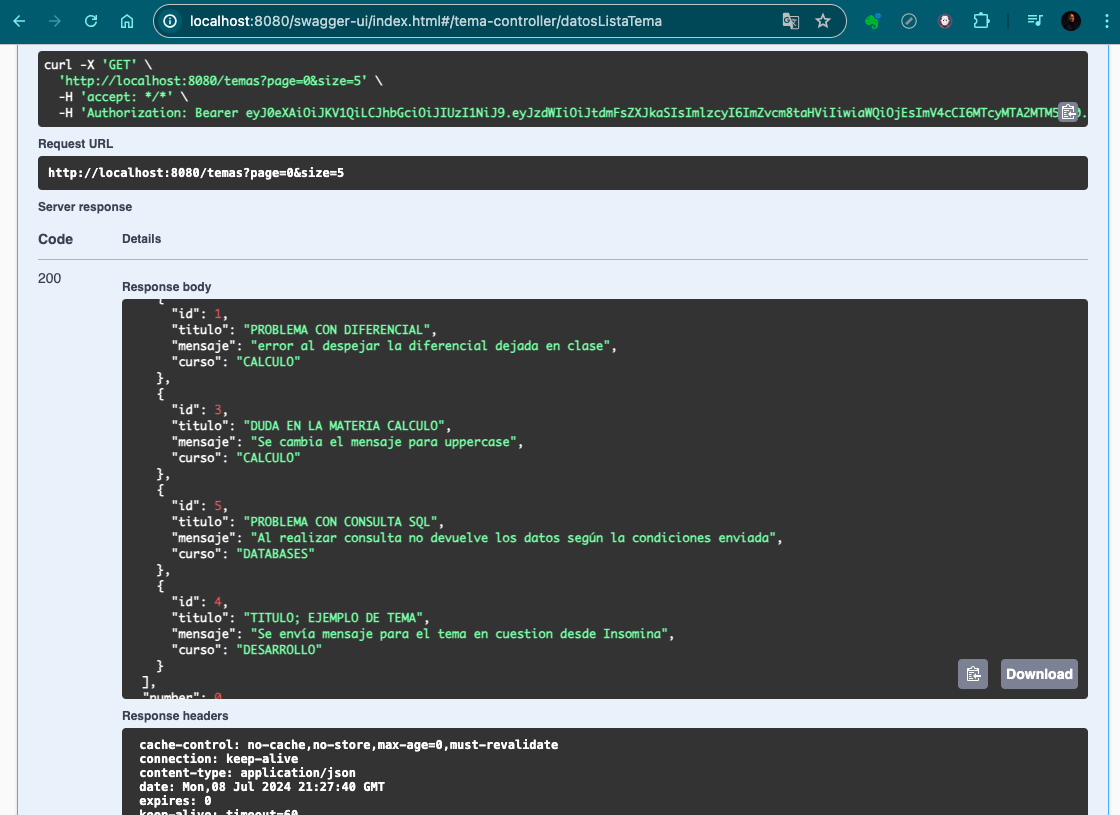 localhost:8080/swagger-ui/index.html#/tema-controller/datosListaTema
curl -X 'GET' \
'http://localhost:8080/temas?page=0&size=5' \
-H 'accept: */*' \
-H 'Authorization: Bearer eyJ0eXAiOiJKV1QiLCJhbGciOiJIUzI1NiJ9.eyJzdWIiOiJtdmFsZXJkaSIsImlzcyI6ImZvcm8taHViIiwiaWQiOjEsImV4cCI6MTcyMTA2MTM5
Request URL
http://localhost:8080/temas?page=0&size=5
Server response
Code Details
200
Response body
{
"id": 1,
"titulo": "PROBLEMA CON DIFERENCIAL",
"mensaje": "error al despejar la diferencial dejada en clase",
"curso": "CALCULO"
},
{
"id": 3,
"titulo": "DUDA EN LA MATERIA CALCULO",
"mensaje": "Se cambia el mensaje para uppercase",
"curso": "CALCULO"
},
{
"id": 5,
"titulo": "PROBLEMA CON CONSULTA SQL",
"mensaje": "Al realizar consulta no devuelve los datos según la condiciones enviada",
"curso": "DATABASES"
},
{
"id": 4,
"titulo": "TITULO; EJEMPLO DE TEMA",
"mensaje": "Se envía mensaje para el tema en cuestion desde Insomina",
"curso": "DESARROLLO"
}
],
"number": 0
Download
Response headers
cache-control: no-cache,no-store,max-age=0,must-revalidate
connection: keep-alive
content-type: application/json
date: Mon,08 Jul 2024 21:27:40 GMT
expires: 0
keep-alive: timeout=60